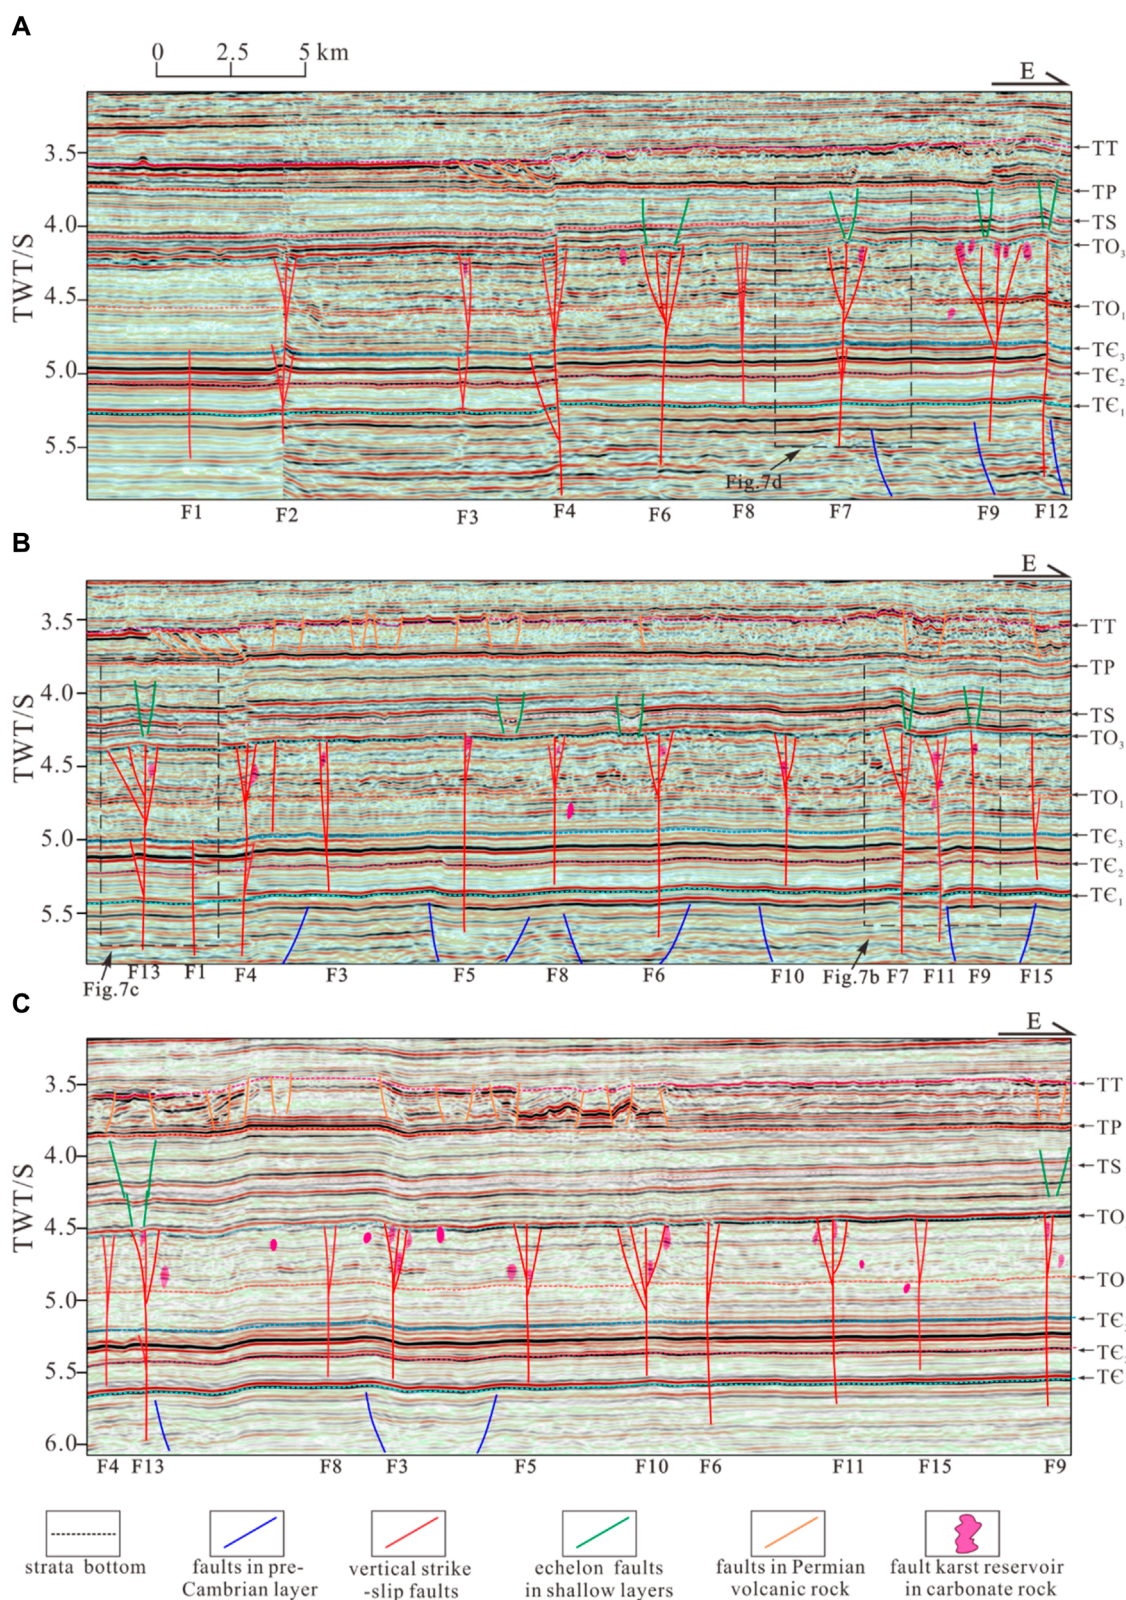 A
0 2.5 5 km
E
TWT/S
3.5
4.0
4.5
5.0
5.5
TT
TP
TS
TO₃
TO₁
TЄ₃
TЄ₂
TЄ₁
Fig.7d
F1 F2 F3 F4 F6 F8 F7 F9 F12
B
E
TWT/S
3.5
4.0
4.5
5.0
5.5
TT
TP
TS
TO₃
TO₁
TЄ₃
TЄ₂
TЄ₁
F13 F1 F4 F3 F5 F8 F6 F10 F7 F11 F9 F15
Fig.7c
Fig.7b
C
E
TWT/S
3.5
4.0
4.5
5.0
5.5
6.0
TT
TP
TS
TO
TO
TЄ
TЄ
TЄ
F4 F13 F8 F3 F5 F10 F6 F11 F15 F9
strata bottom
faults in pre-
Cambrian layer
vertical strike
-slip faults
echelon faults
in shallow layers
faults in Permian
volcanic rock
fault karst reservoir
in carbonate rock